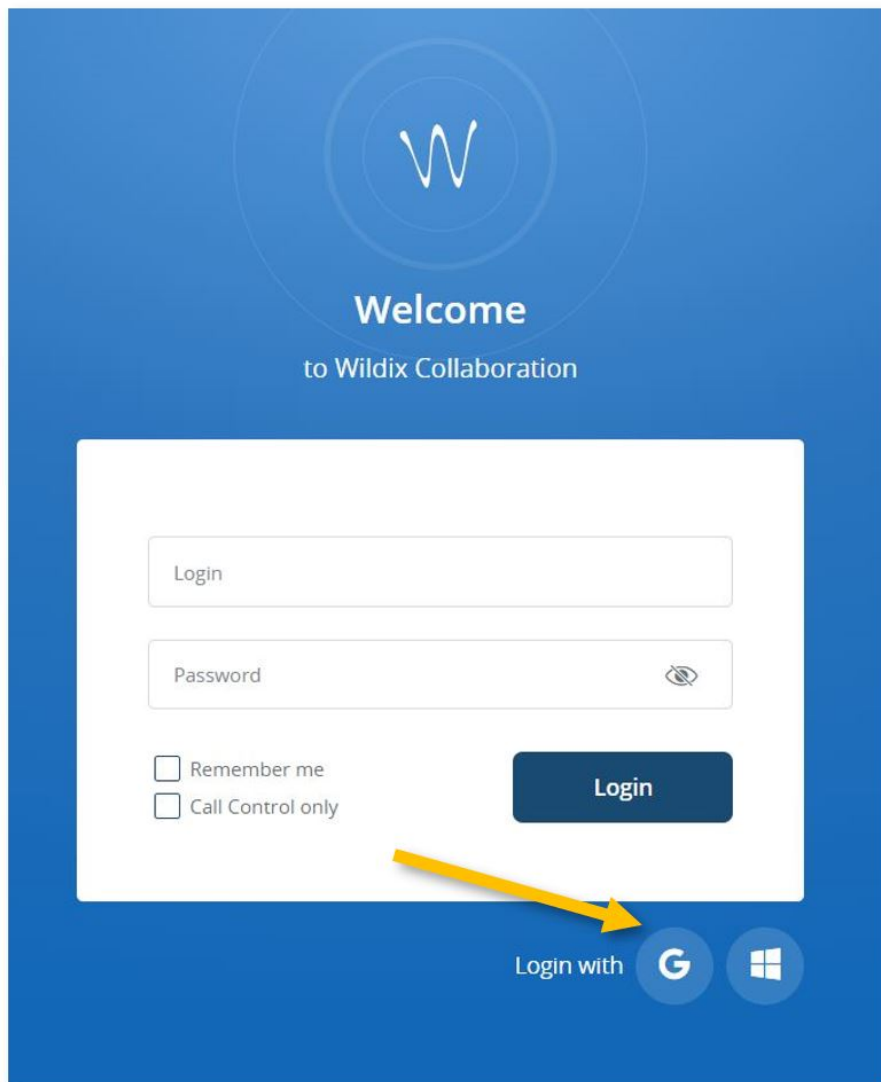 W
Welcome
to Wildix Collaboration
Login
Password
Remember me
Call Control only
Login
Login with G